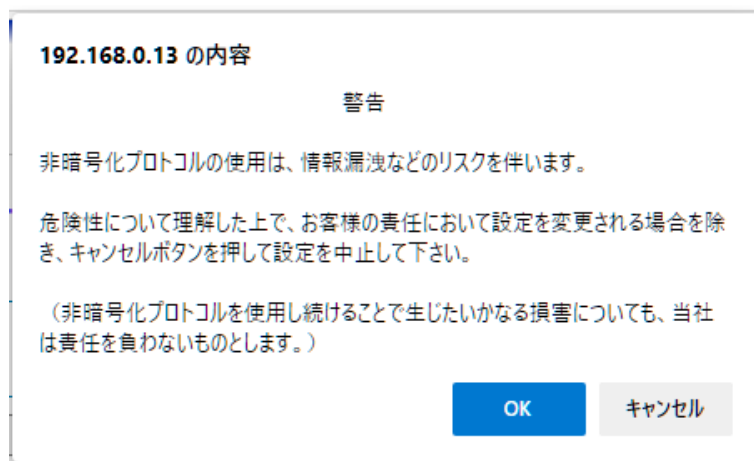 192.168.0.13 の内容
警告
非暗号化プロトコルの使用は、情報漏洩などのリスクを伴います。
危険性について理解した上で、お客様の責任において設定を変更される場合を除
き、キャンセルボタンを押して設定を中止して下さい。
（非暗号化プロトコルを使用し続けることで生じたいかなる損害についても、当社
は責任を負わないものとします。）
OK
キャンセル